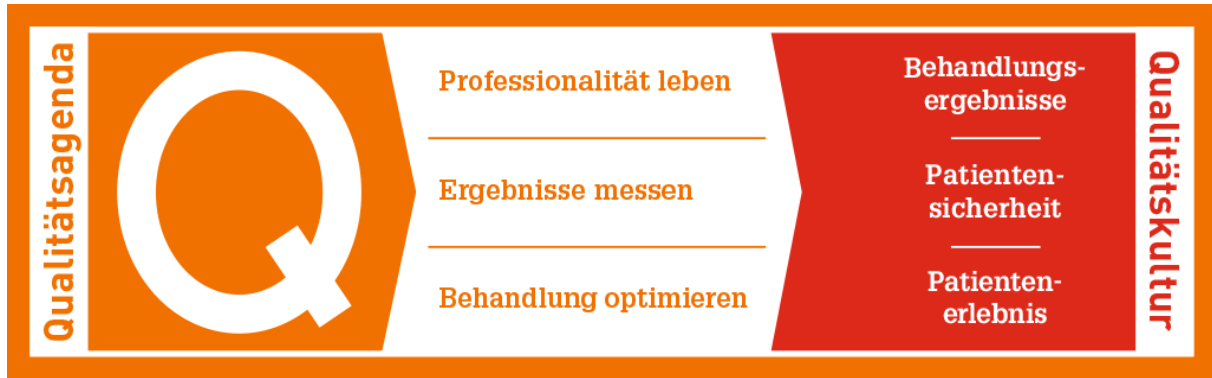 Qualitätsagenda
Q
Professionalität leben
Ergebnisse messen
Behandlung optimieren
Behandlungs-
ergebnisse
Patienten-
sicherheit
Patienten-
erlebnis
Qualitätskultur